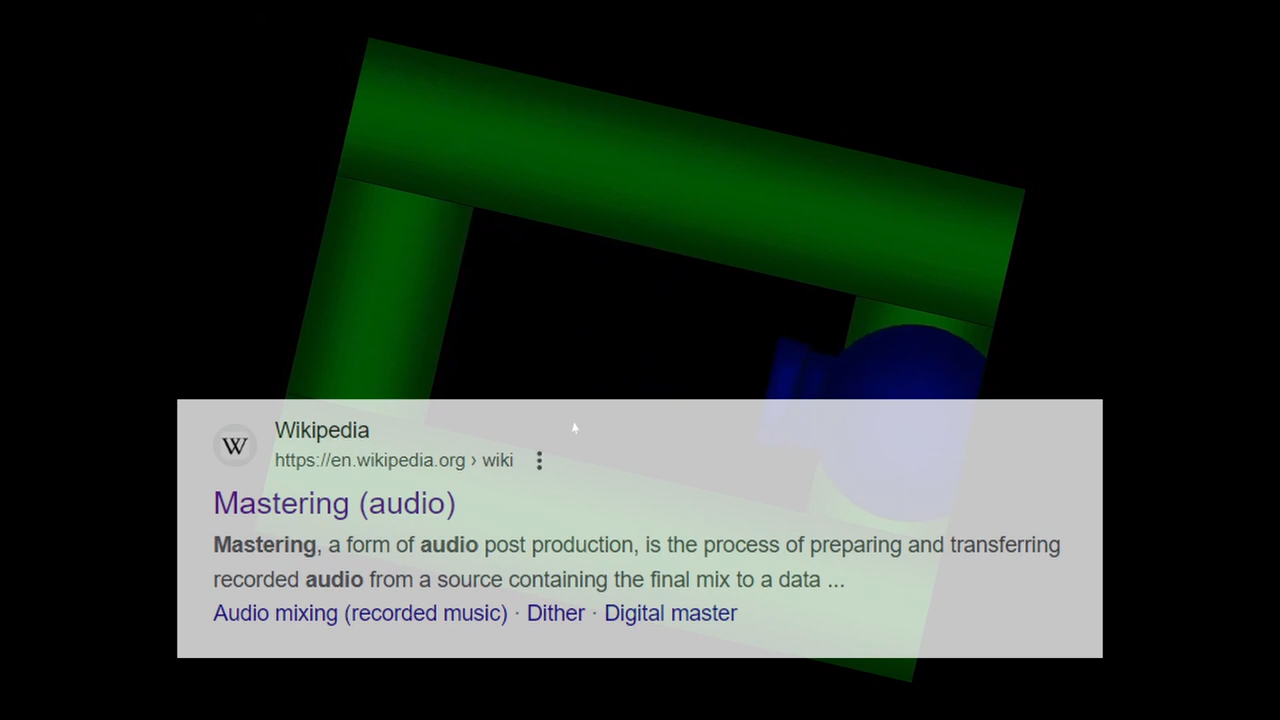 W
Wikipedia
https://en.wikipedia.org › wiki
Mastering (audio)
Mastering, a form of audio post production, is the process of preparing and transferring
recorded audio from a source containing the final mix to a data ...
Audio mixing (recorded music) · Dither · Digital master